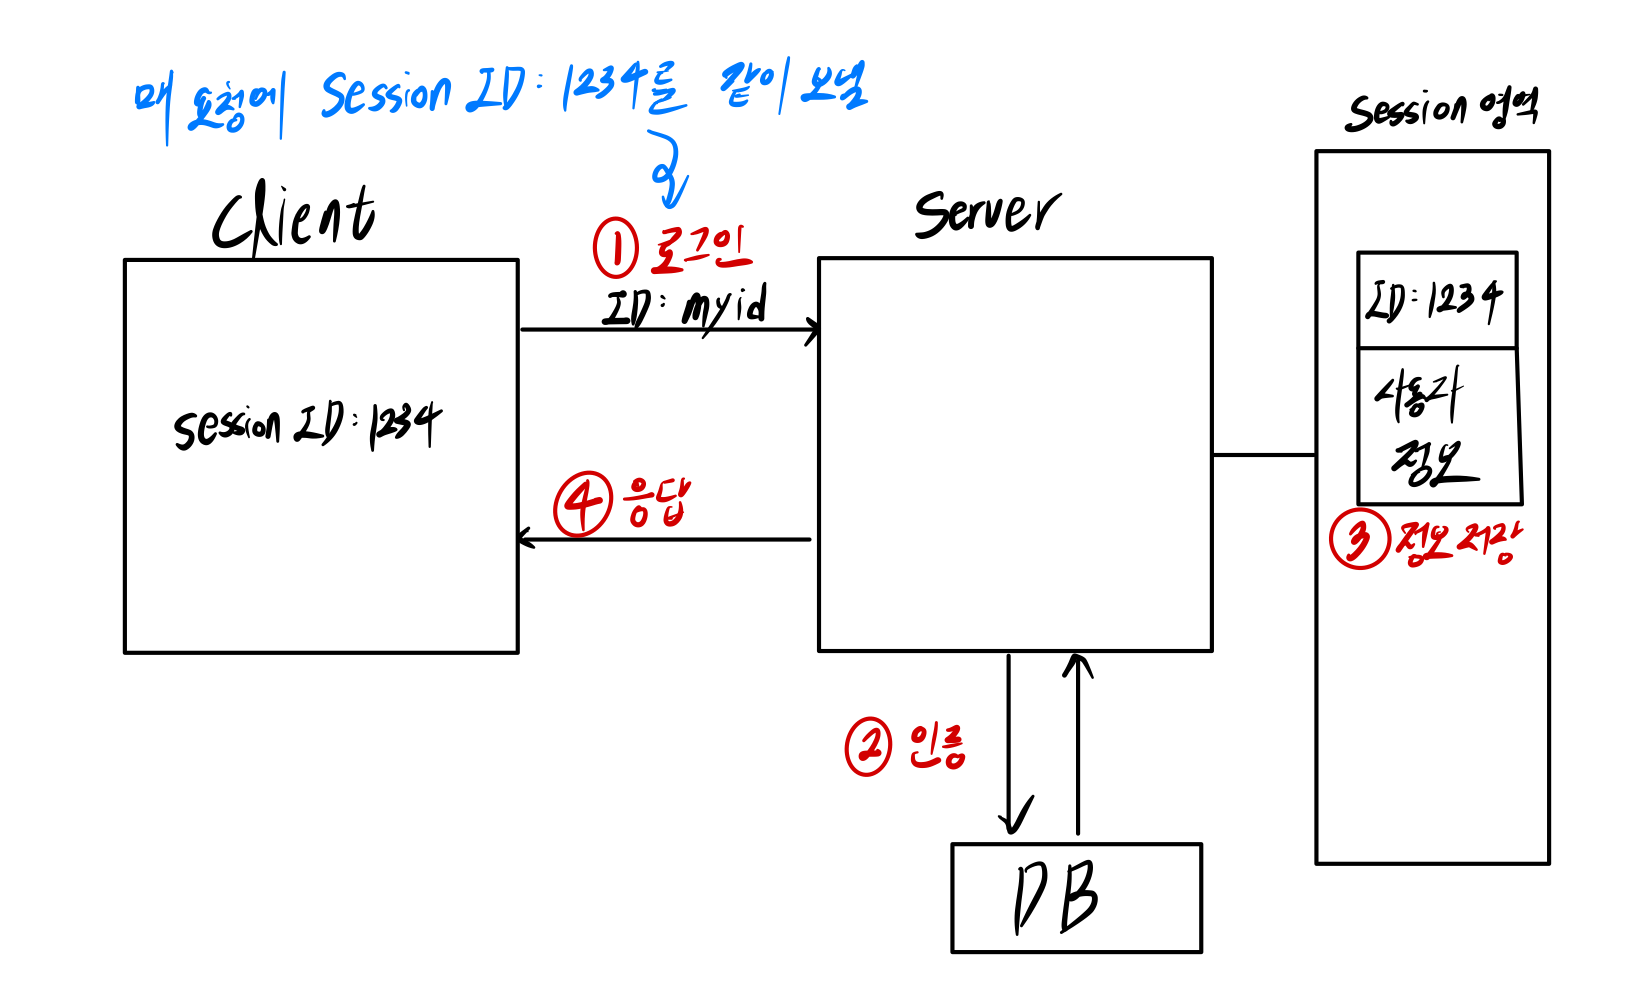 매 요청에 Session ID: 1234를 같이 보냄
Session 영역
Client
Server
① 로그인
ID: myid
ID: 1234
사용자
정보
session ID: 1234
④ 응답
③ 정보 저장
② 인증
DB